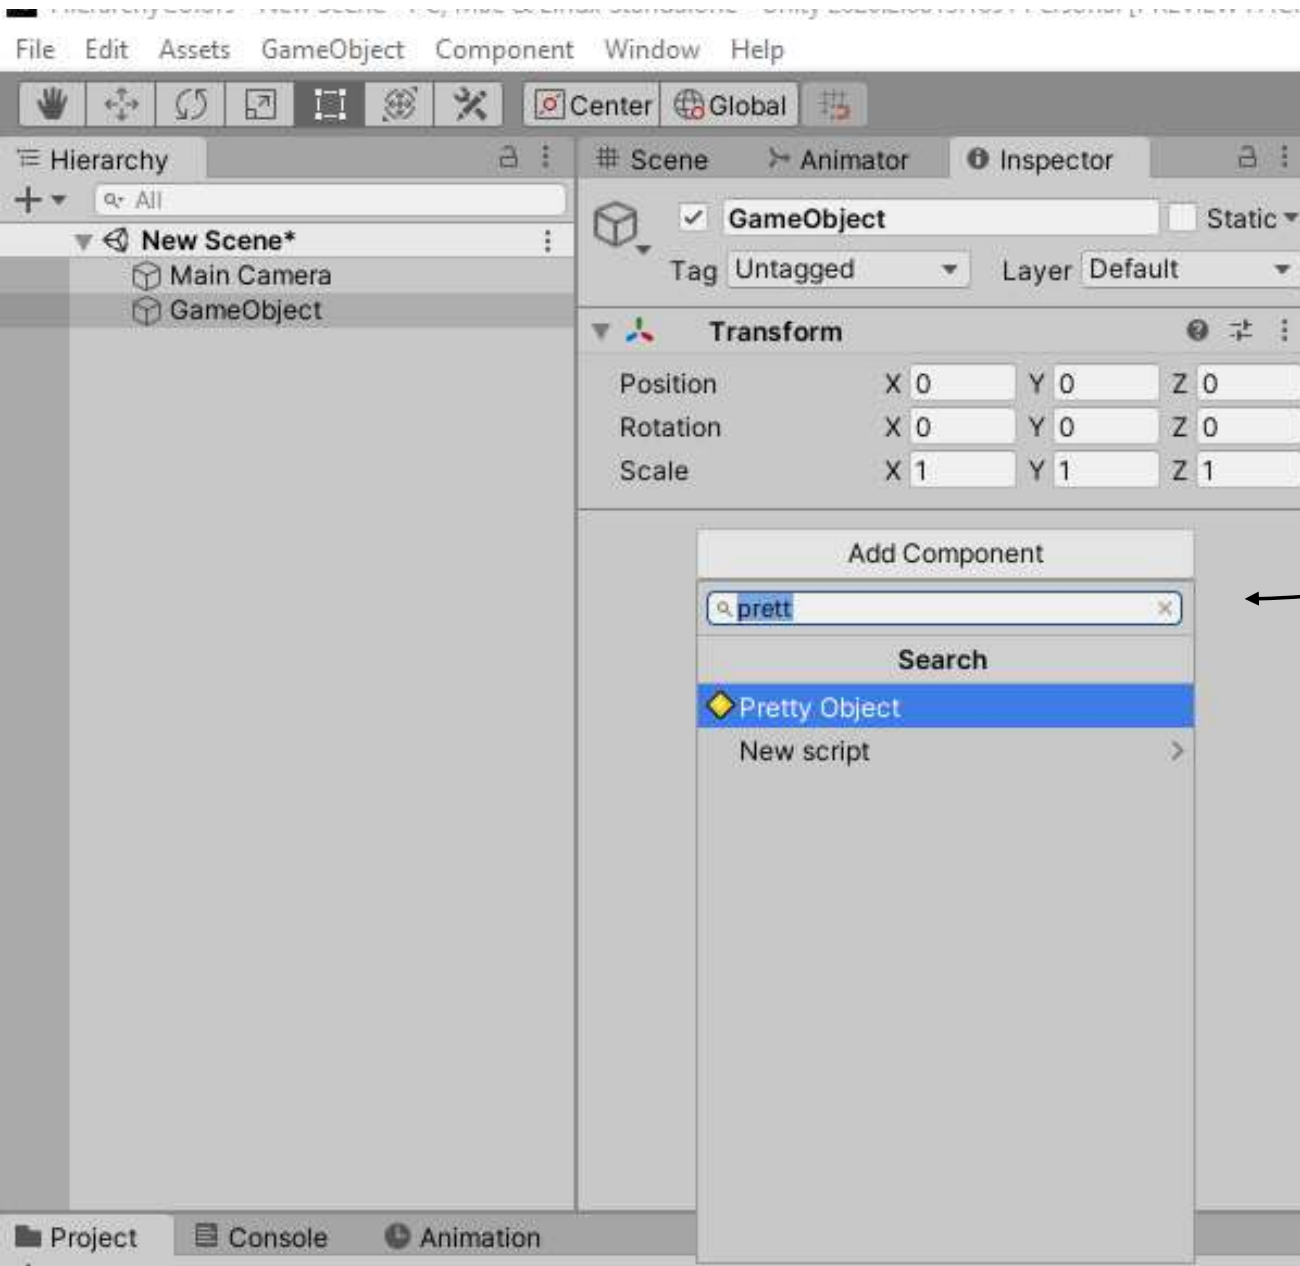 File Edit Assets GameObject Component Window Help
Center Global
Hierarchy
Scene Animator Inspector
All
GameObject Static
New Scene*
Main Camera
Tag Untagged Layer Default
GameObject
Transform
Position X 0 Y 0 Z 0
Rotation X 0 Y 0 Z 0
Scale X 1 Y 1 Z 1
Add Component
prett
Search
Pretty Object
New script
Project Console Animation